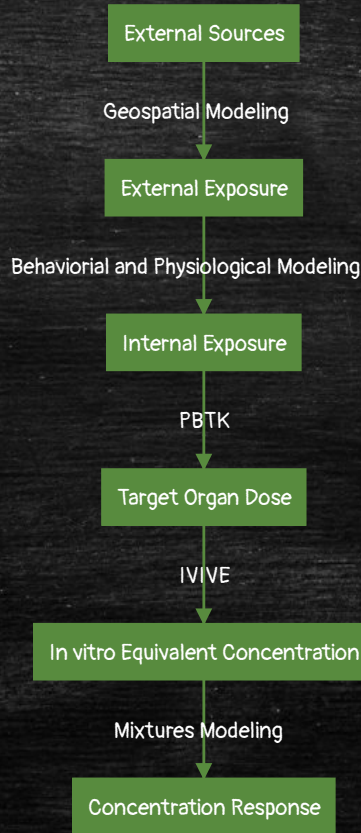 External Sources
Geospatial Modeling
External Exposure
Behaviorial and Physiological Modeling
Internal Exposure
PBTK
Target Organ Dose
IVIVE
In vitro Equivalent Concentration
Mixtures Modeling
Concentration Response